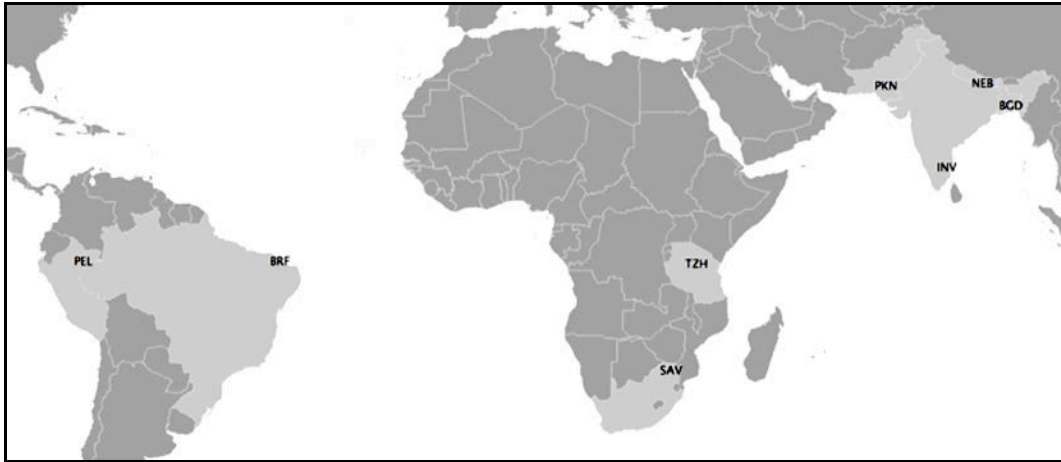 PKN
NEB
BGD
INV
PEL
BRF
TZH
SAV